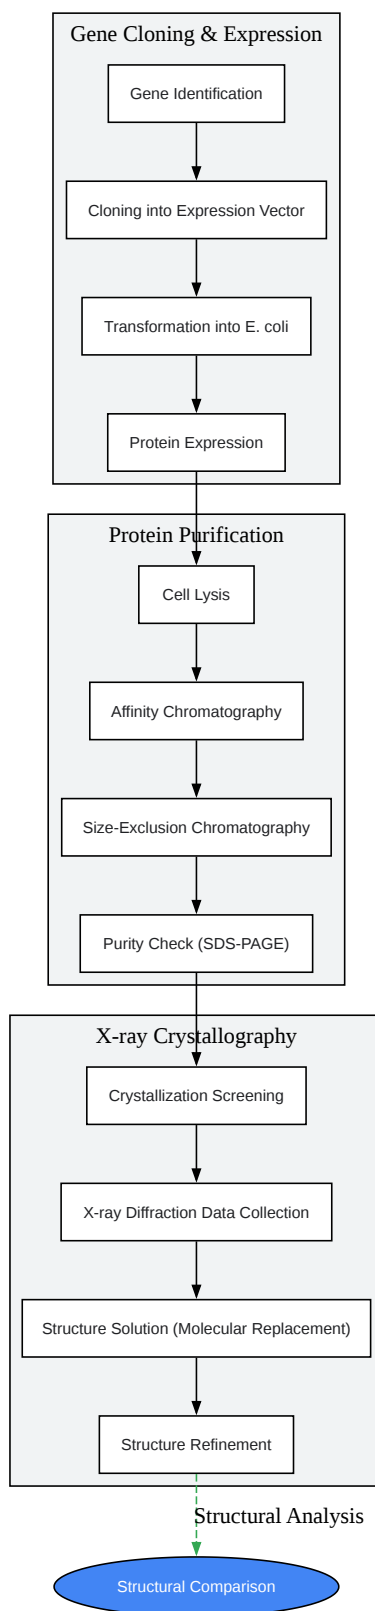 Gene Cloning & Expression
Gene Identification
Cloning into Expression Vector
Transformation into E. coli
Protein Expression
Protein Purification
Cell Lysis
Affinity Chromatography
Size-Exclusion Chromatography
Purity Check (SDS-PAGE)
X-ray Crystallography
Crystallization Screening
X-ray Diffraction Data Collection
Structure Solution (Molecular Replacement)
Structure Refinement
Structural Analysis
Structural Comparison